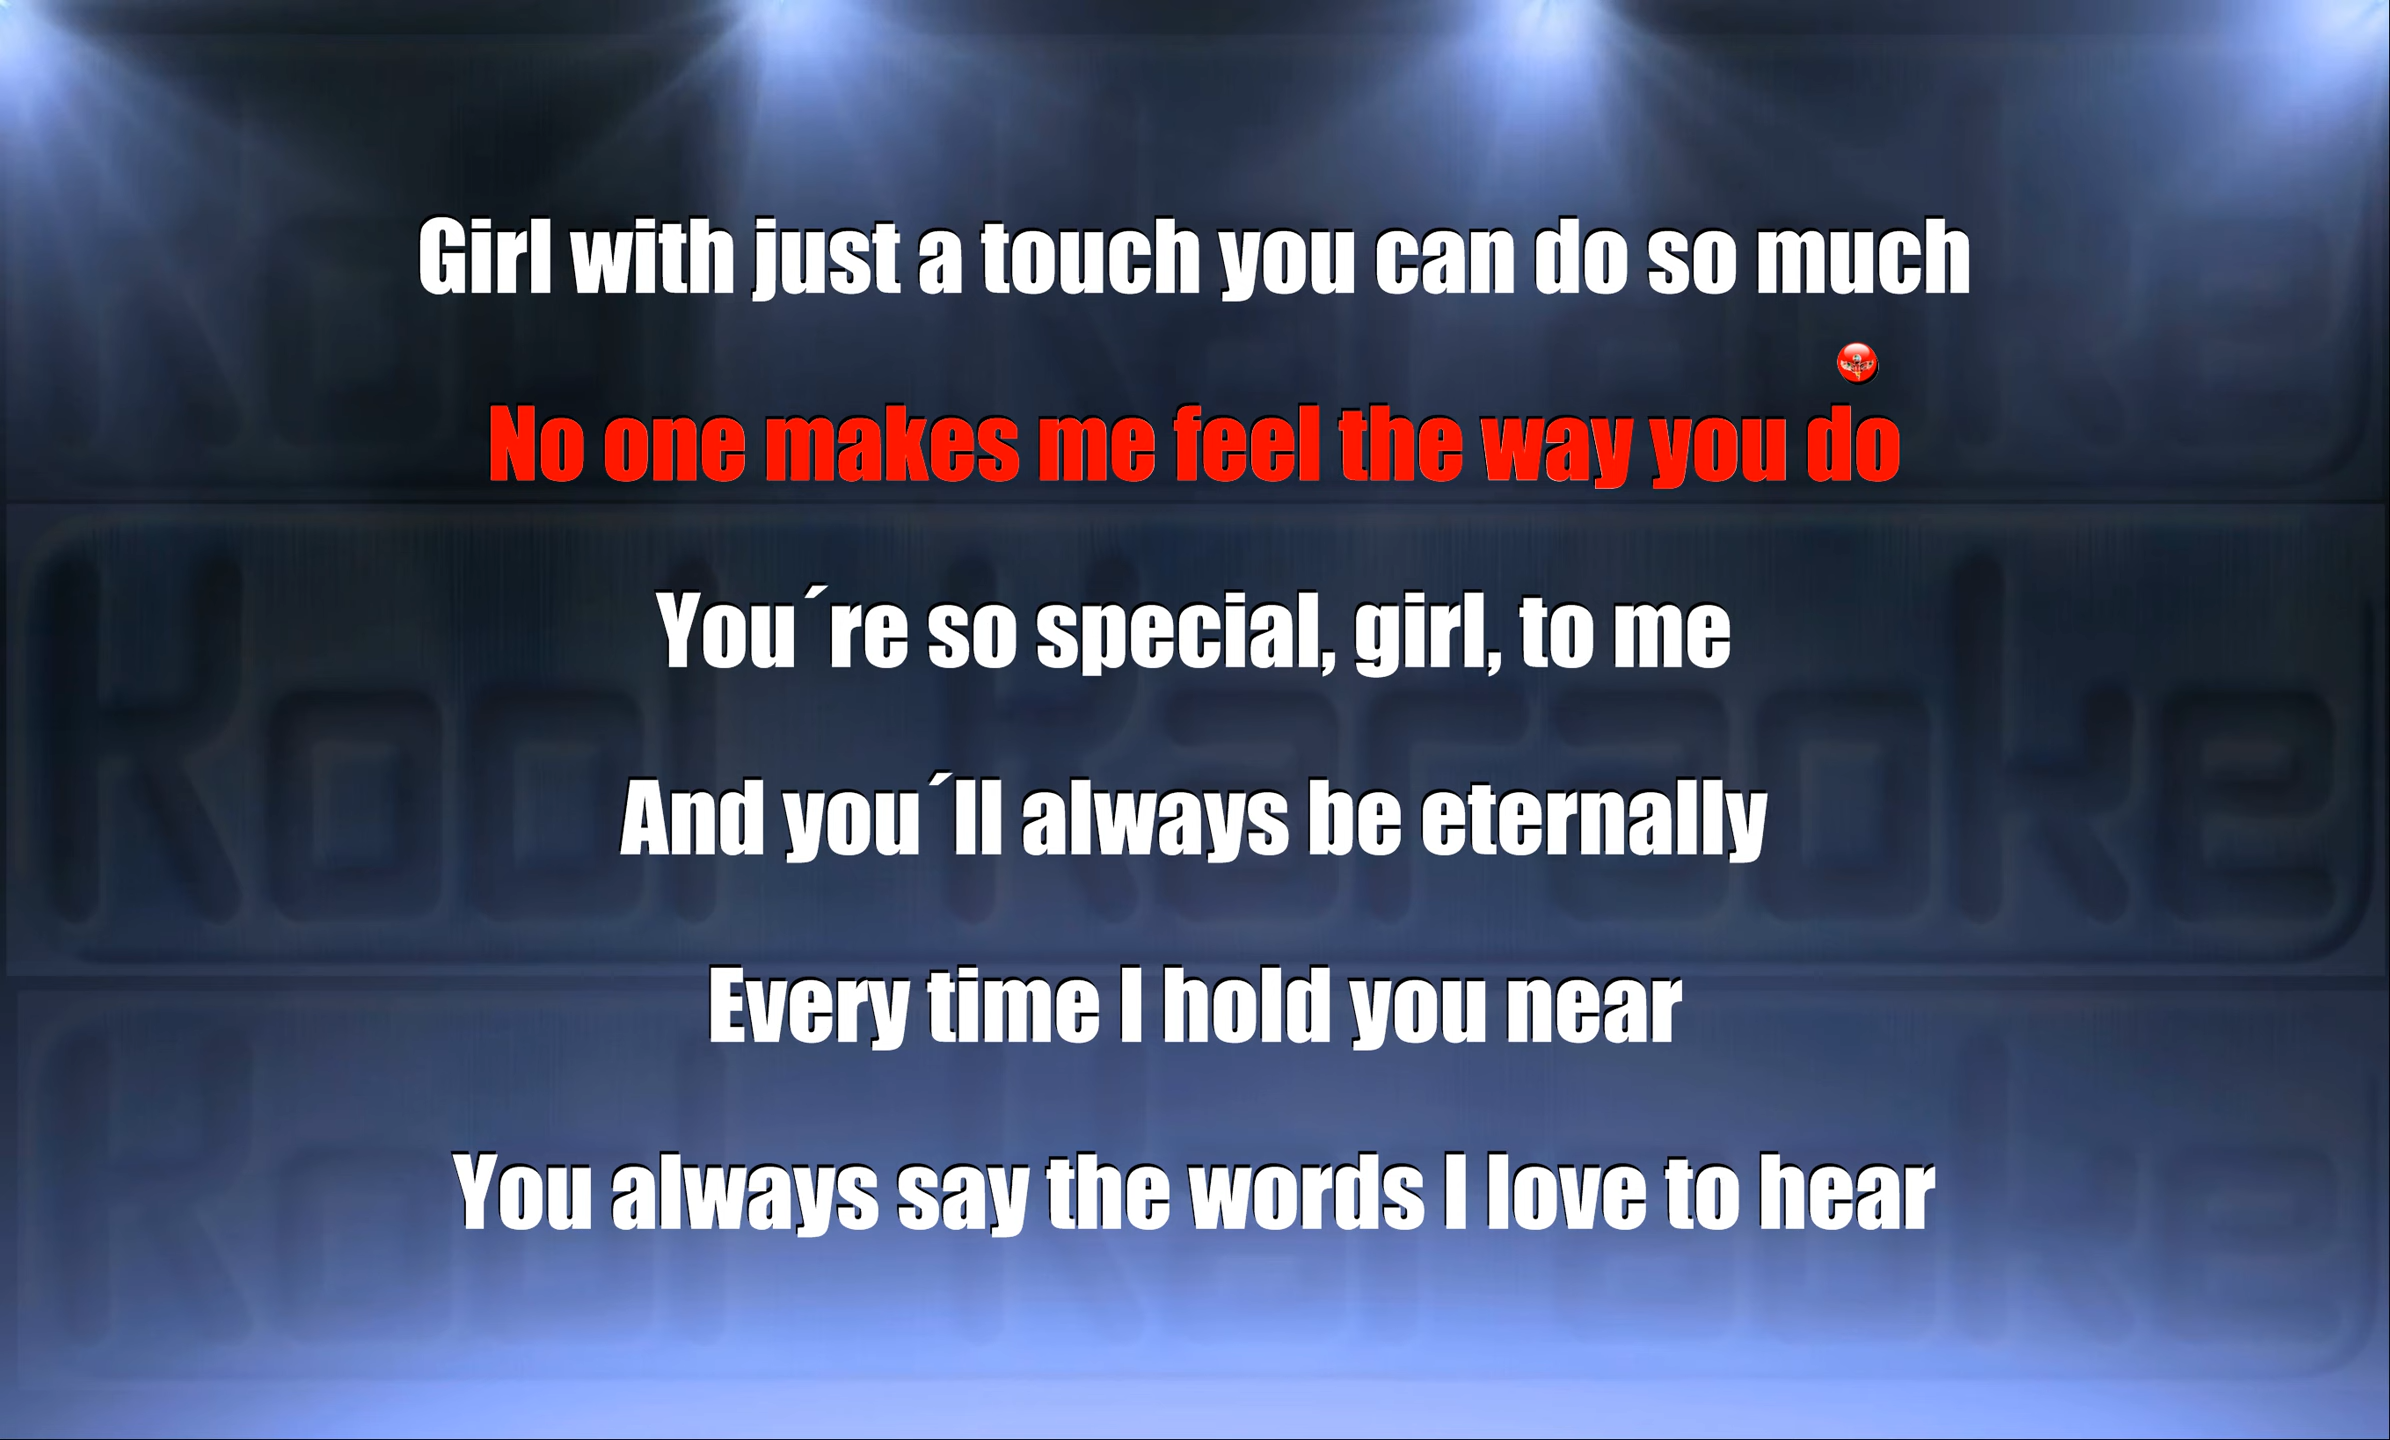 Girl with just a touch you can do so much
No one makes me feel the way you do
You´re so special, girl, to me
And you´ll always be eternally
Every time I hold you near
You always say the words I love to hear
Kool Karaoke